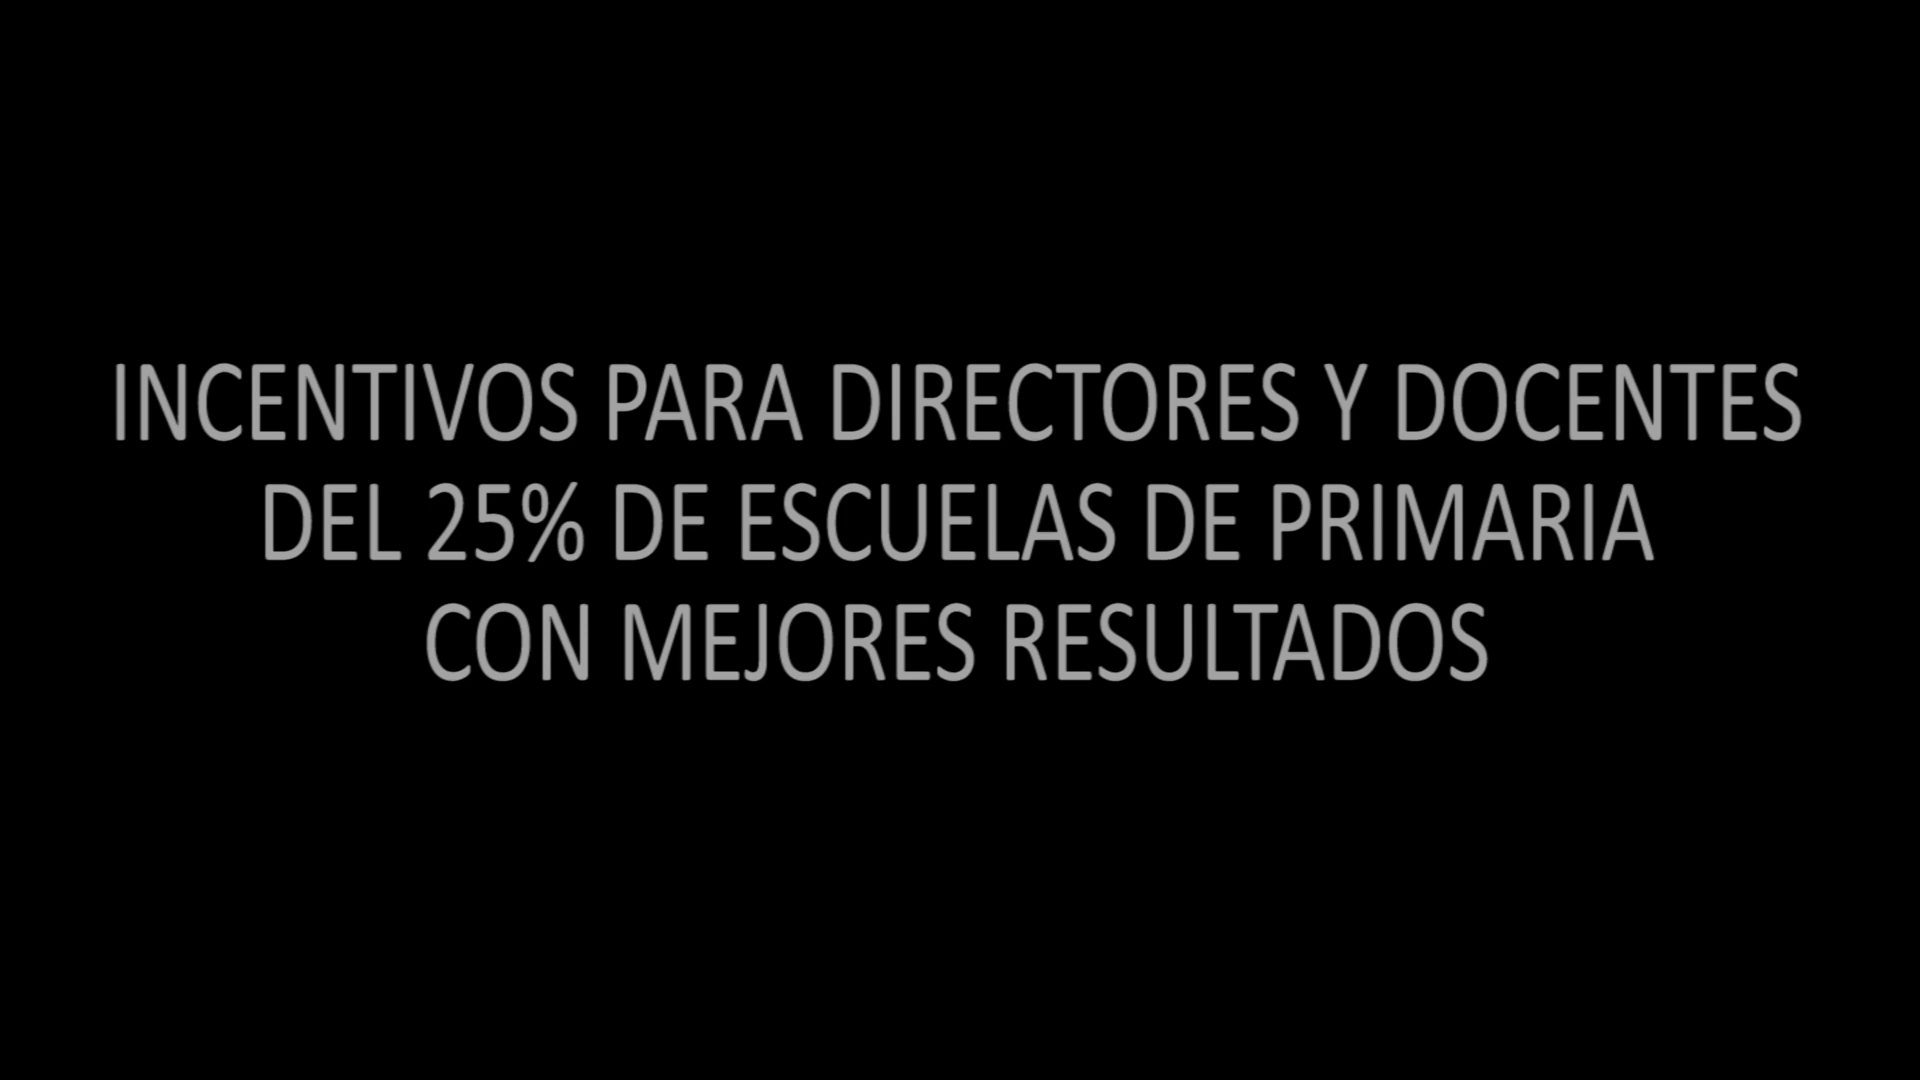 INCENTIVOS PARA DIRECTORES Y DOCENTES
DEL 25% DE ESCUELAS DE PRIMARIA
CON MEJORES RESULTADOS